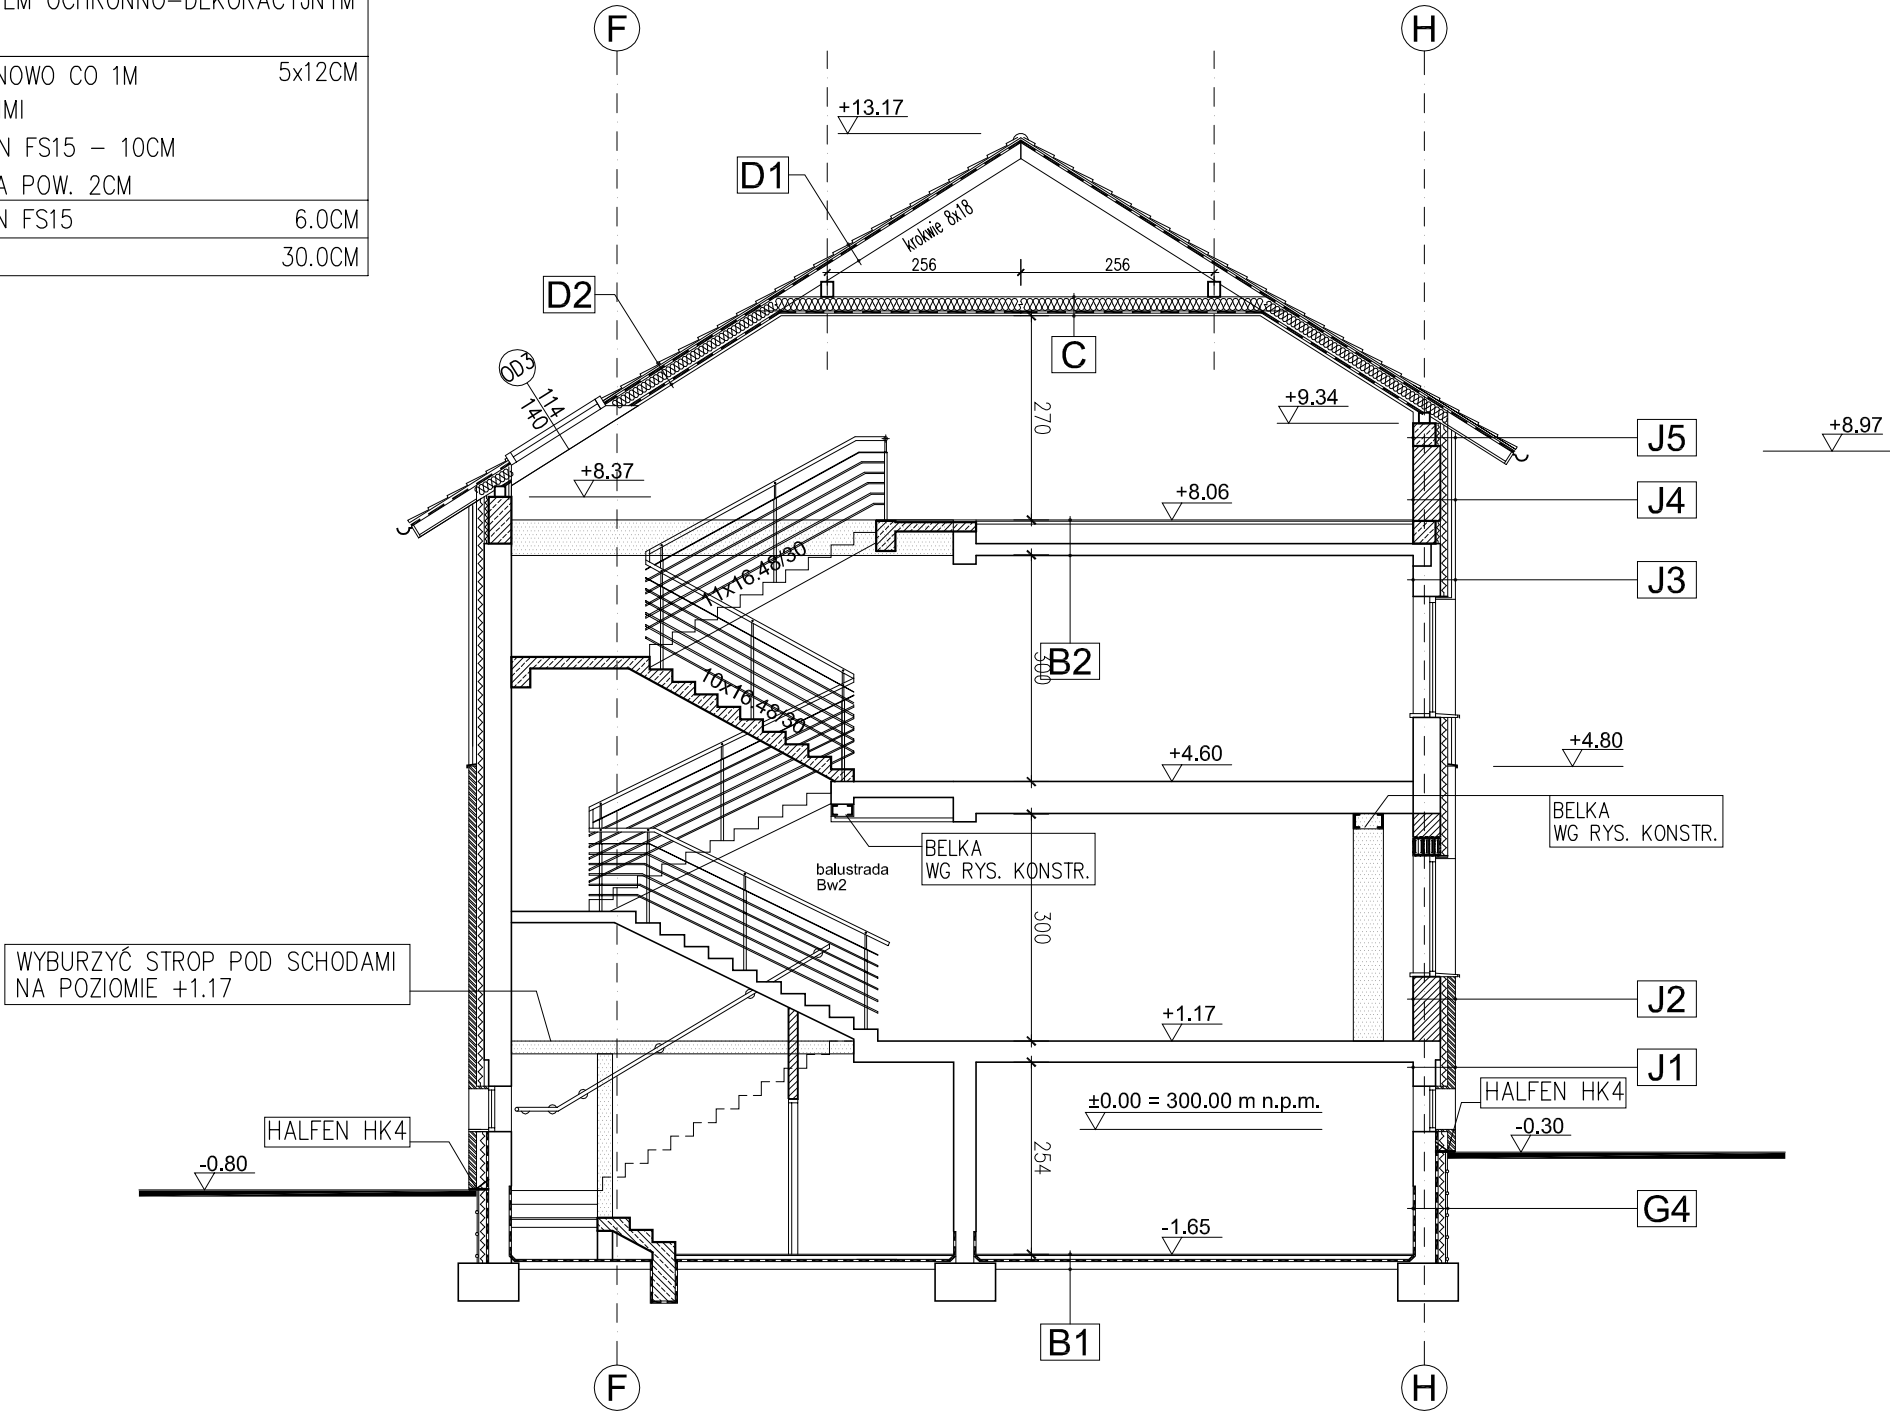 OCHRONNO-DEKORACYJNYM
CO 1M 5x12CM
FS15 - 10CM
POW. 2CM
FS15 6.0CM
30.0CM
F
H
+13.17
D1
krokwie 8x18
256
256
D2
C
OD3
114
140
270
+9.34
J5
+8.97
+8.37
+8.06
J4
11x16.48/30
J3
B2
300
10x16.48/30
+4.60
+4.80
BELKA
WG RYS. KONSTR.
BELKA
WG RYS. KONSTR.
balustrada
Bw2
300
WYBURZYĆ STROP POD SCHODAMI
NA POZIOMIE +1.17
J2
+1.17
J1
HALFEN HK4
±0.00 = 300.00 m n.p.m.
HALFEN HK4
-0.30
254
-0.80
G4
-1.65
B1
F
H